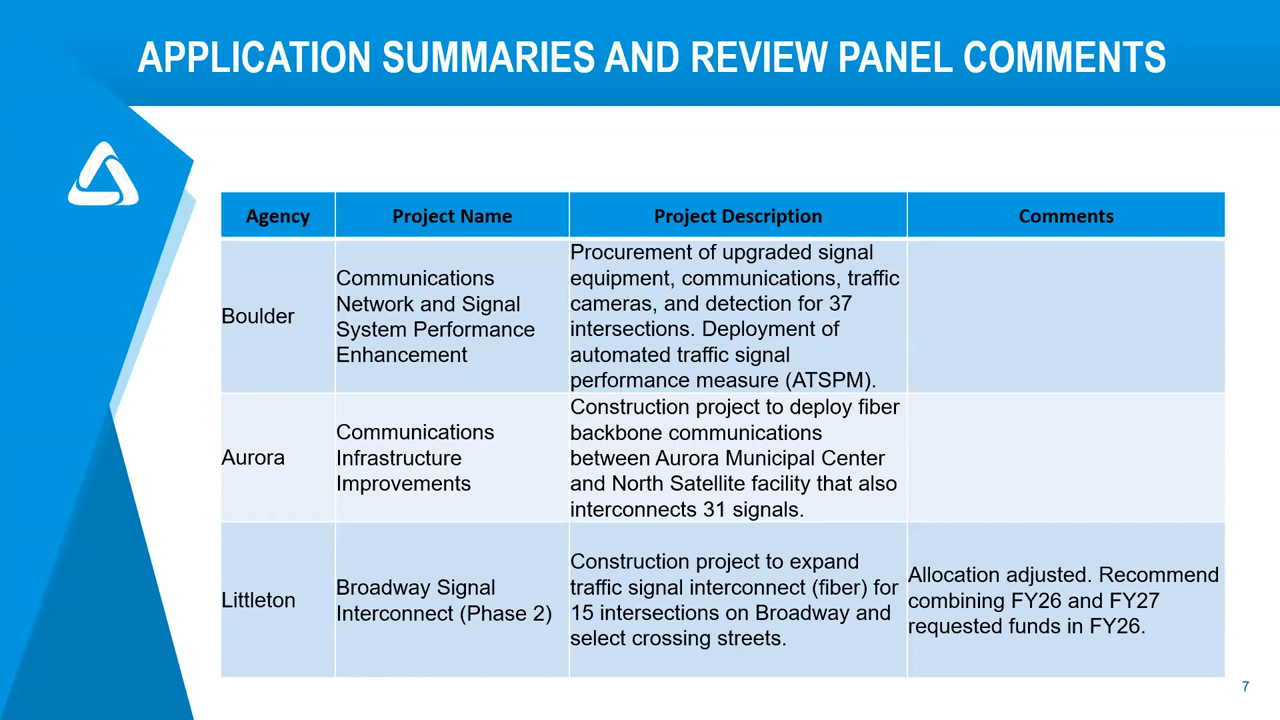 APPLICATION SUMMARIES AND REVIEW PANEL COMMENTS
Agency
Project Name
Project Description
Comments
Boulder
Communications
Network and Signal
System Performance
Enhancement
Procurement of upgraded signal
equipment, communications, traffic
cameras, and detection for 37
intersections. Deployment of
automated traffic signal
performance measure (ATSPM).
Aurora
Communications
Infrastructure
Improvements
Construction project to deploy fiber
backbone communications
between Aurora Municipal Center
and North Satellite facility that also
interconnects 31 signals.
Littleton
Broadway Signal
Interconnect (Phase 2)
Construction project to expand
traffic signal interconnect (fiber) for
15 intersections on Broadway and
select crossing streets.
Allocation adjusted. Recommend
combining FY26 and FY27
requested funds in FY26.
7